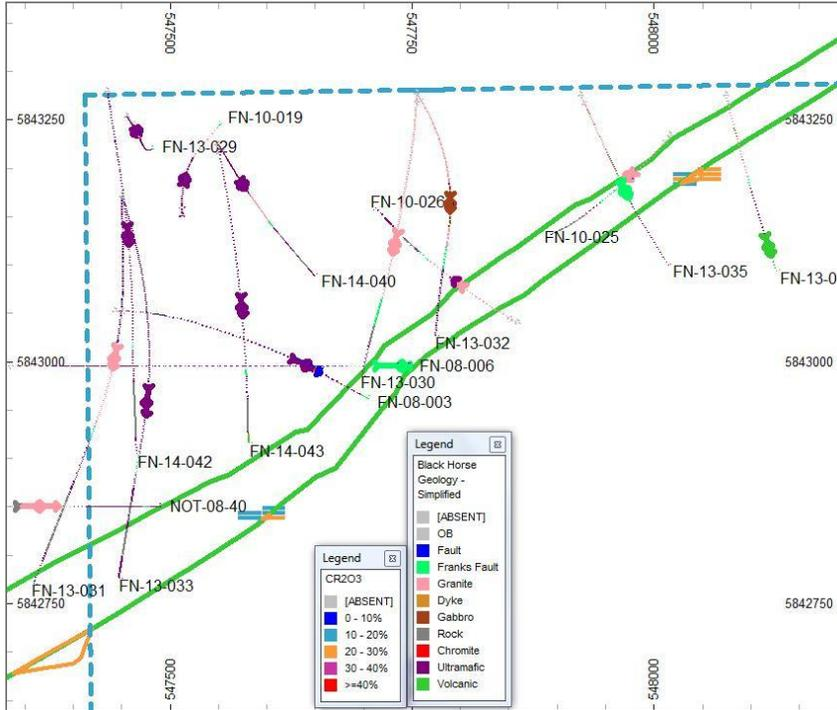 547500
547750
548000
5843250
5843250
FN-10-019
FN-13-029
FN-10-026
FN-10-025
FN-14-040
FN-13-035
FN-13-0
FN-13-032
5843000
5843000
FN-08-006
FN-13-030
FN-08-003
FN-14-043
FN-14-042
NOT-08-40
FN-13-031
FN-13-033
5842750
5842750
547500
548000
Legend
CR2O3
[ABSENT]
0 - 10%
10 - 20%
20 - 30%
30 - 40%
>=40%
Legend
Black Horse
Geology -
Simplified
[ABSENT]
OB
Fault
Franks Fault
Granite
Dyke
Gabbro
Rock
Chromite
Ultramafic
Volcanic